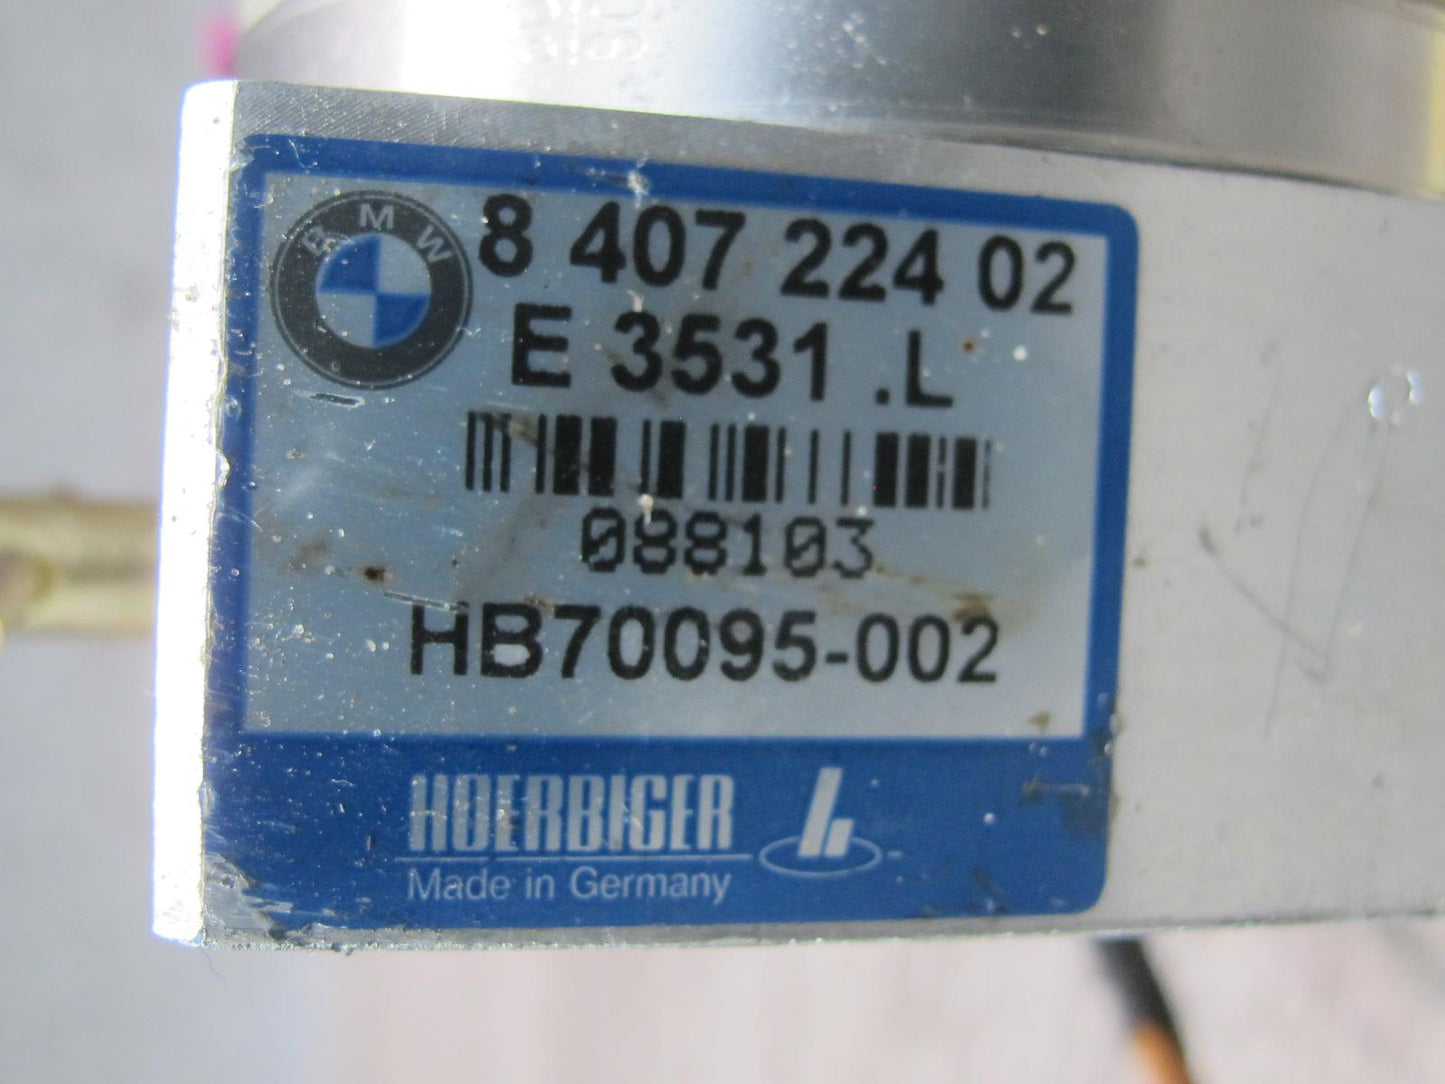 BMW
8 407 224 02
E 3531 .L
088103
HB70095-002
HOERBIGER
Made in Germany